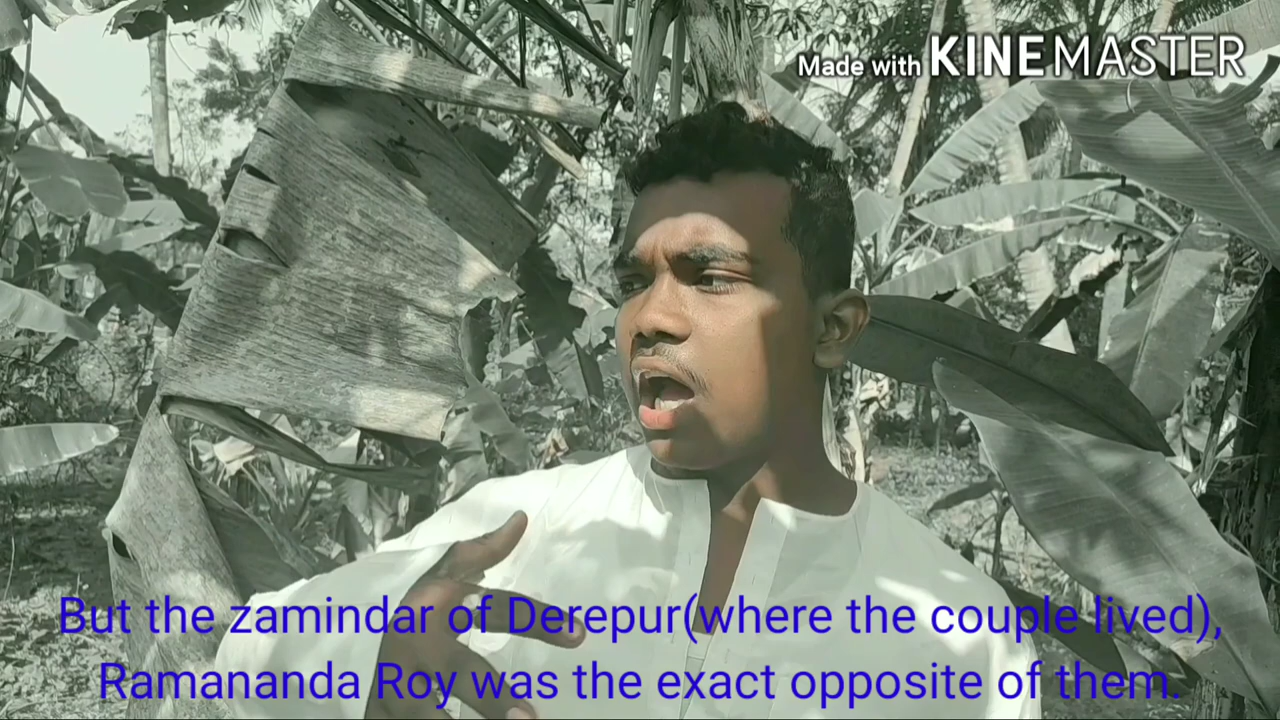 Made with KINEMASTER
But the zamindar of Derepur(where the couple lived),
Ramananda Roy was the exact opposite of them.